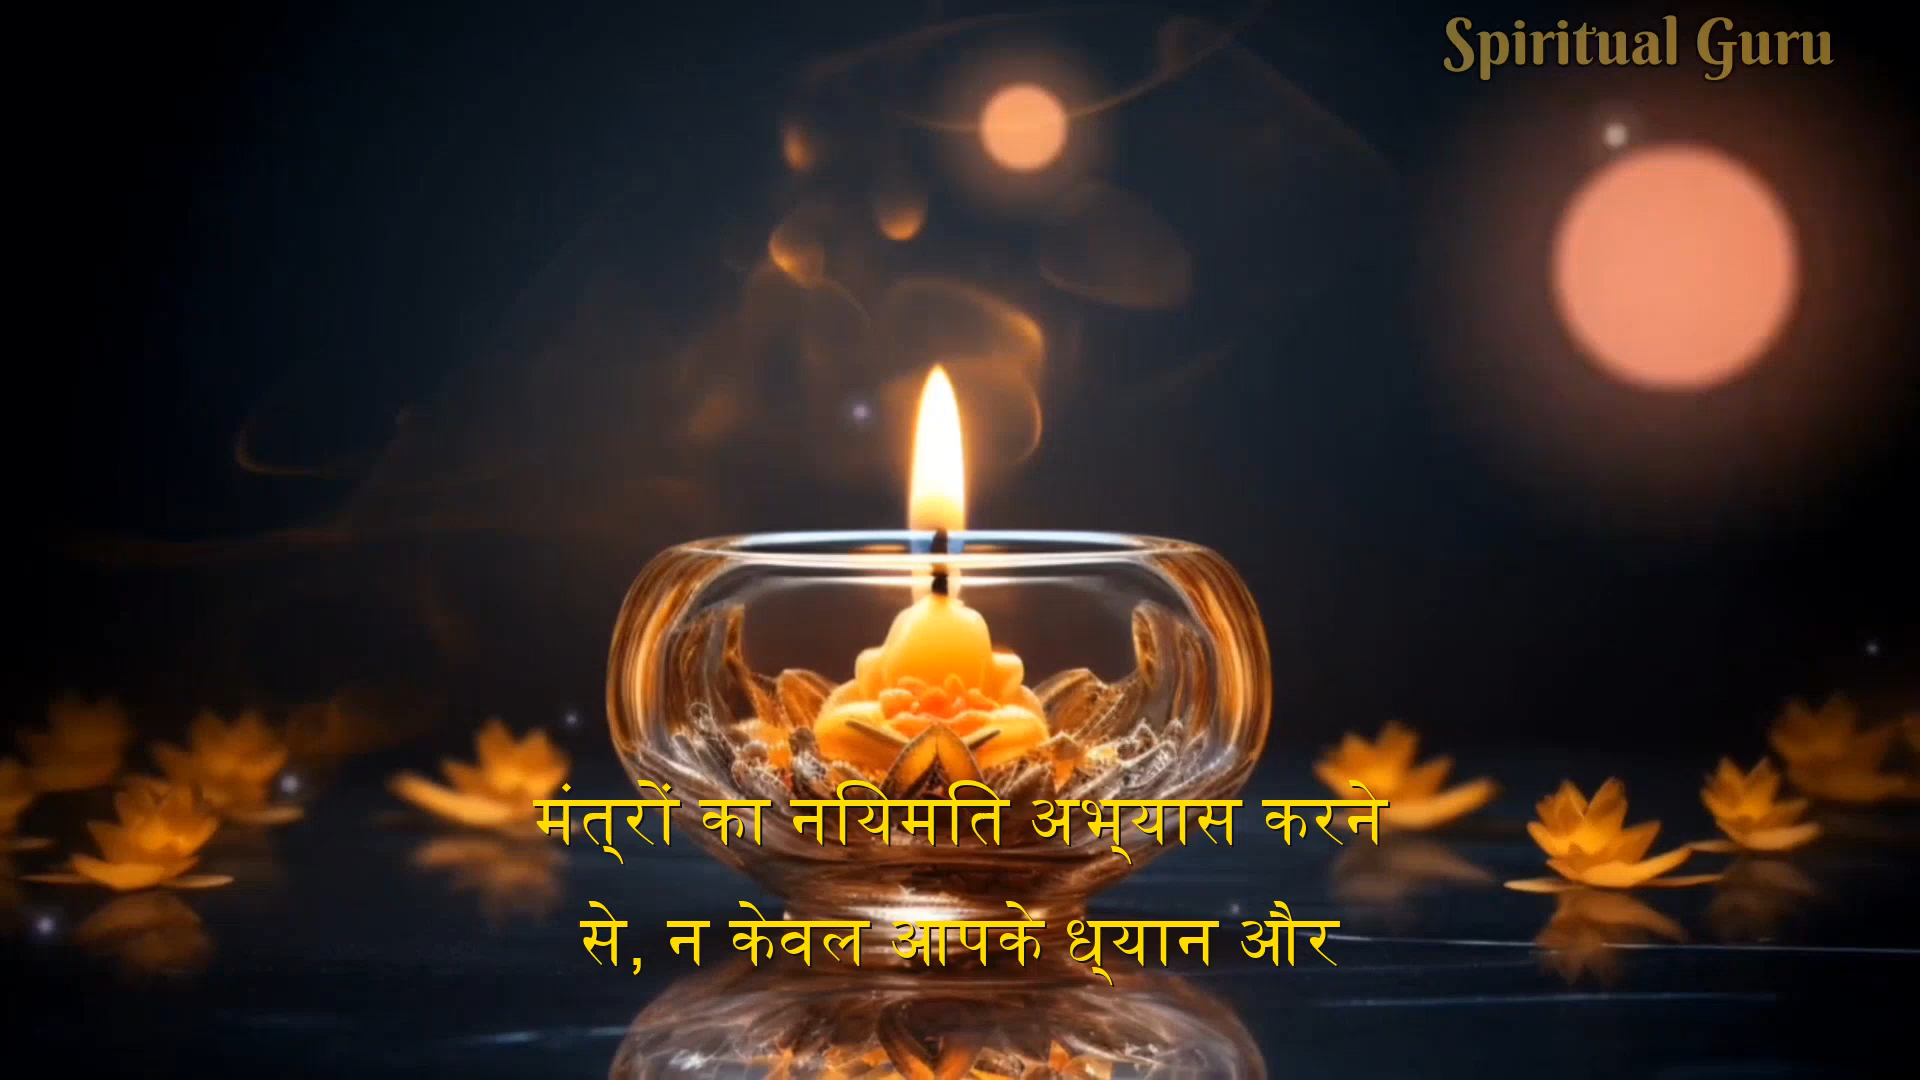 Spiritual Guru
मंत्रों का नयिमति अभ्यास करने
से, न केवल आपके ध्यान और